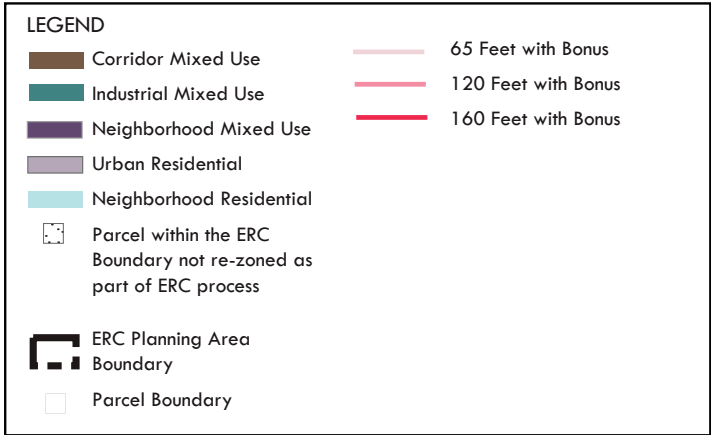 LEGEND
Corridor Mixed Use
Industrial Mixed Use
Neighborhood Mixed Use
Urban Residential
Neighborhood Residential
Parcel within the ERC
Boundary not re-zoned as
part of ERC process
ERC Planning Area
Boundary
Parcel Boundary
65 Feet with Bonus
120 Feet with Bonus
160 Feet with Bonus